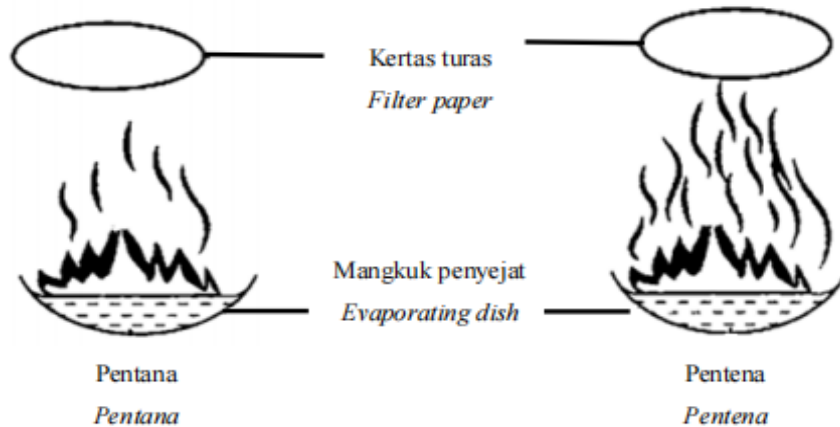 Kertas turas
Filter paper
Mangkuk penyejat
Evaporating dish
Pentana
Pentana
Pentena
Pentena